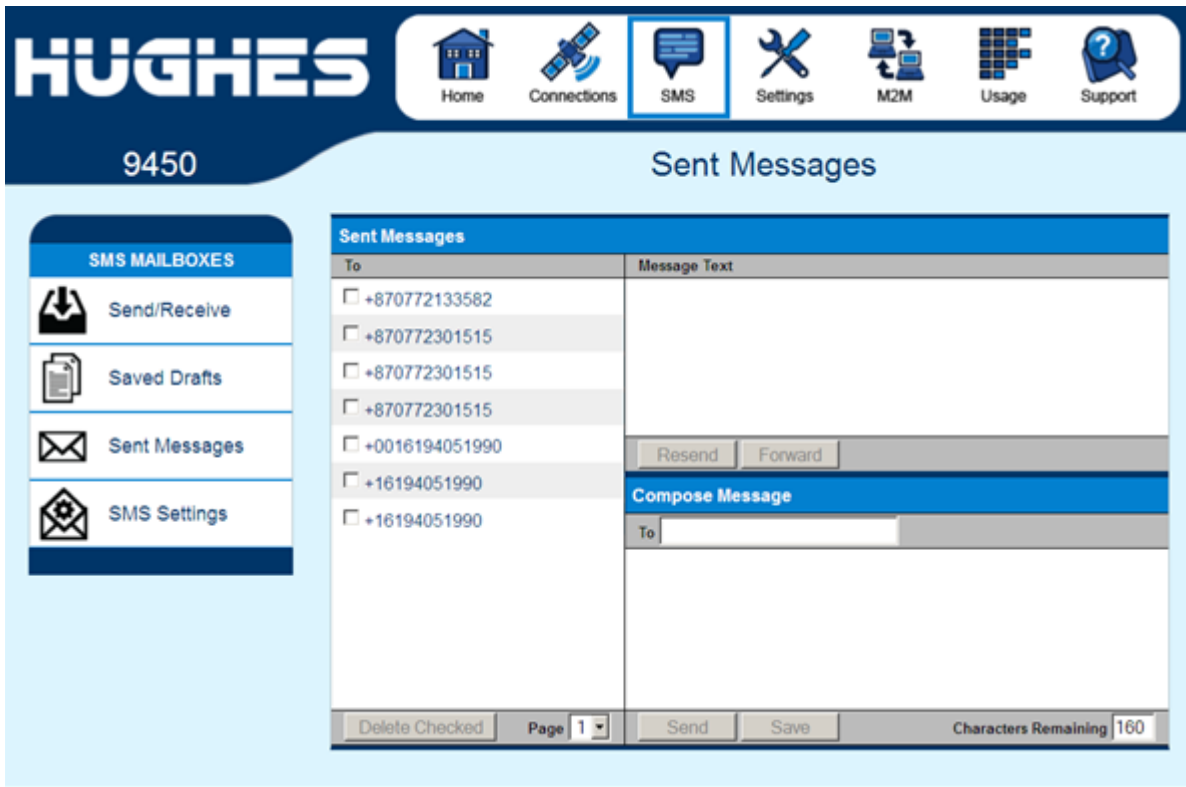 HUGHES
Home Connections SMS Settings M2M Usage Support
9450
Sent Messages
SMS MAILBOXES
Send/Receive
Saved Drafts
Sent Messages
SMS Settings
Sent Messages
To
+870772133582
+870772301515
+870772301515
+870772301515
+0016194051990
+16194051990
+16194051990
Delete Checked Page 1
Message Text
Resend Forward
Compose Message
To
Send Save Characters Remaining 160